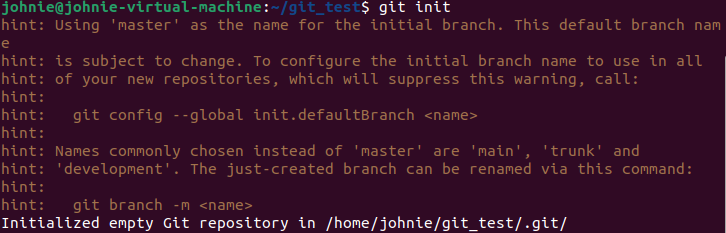 johnie@johnie-virtual-machine:~/git_test$ git init
hint: Using 'master' as the name for the initial branch. This default branch nam
e
hint: is subject to change. To configure the initial branch name to use in all
hint: of your new repositories, which will suppress this warning, call:
hint:
hint:   git config --global init.defaultBranch <name>
hint:
hint: Names commonly chosen instead of 'master' are 'main', 'trunk' and
hint: 'development'. The just-created branch can be renamed via this command:
hint:
hint:   git branch -m <name>
Initialized empty Git repository in /home/johnie/git_test/.git/